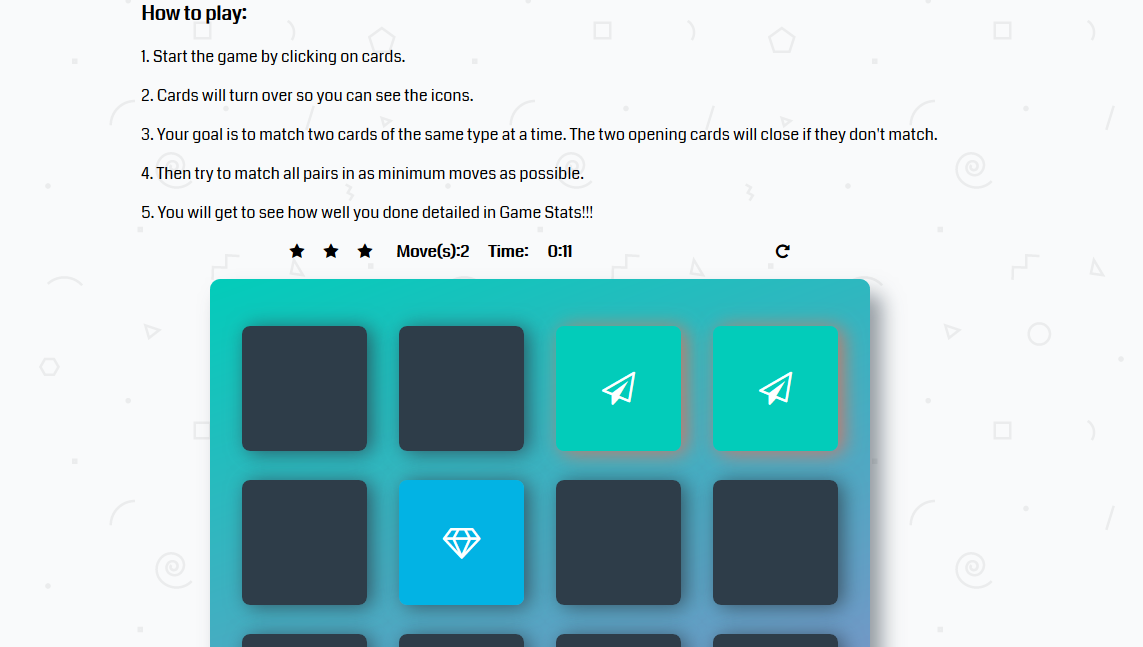 How to play:
1. Start the game by clicking on cards.
2. Cards will turn over so you can see the icons.
3. Your goal is to match two cards of the same type at a time. The two opening cards will close if they don't match.
4. Then try to match all pairs in as minimum moves as possible.
5. You will get to see how well you done detailed in Game Stats!!!
Move(s):2 Time: 0:11